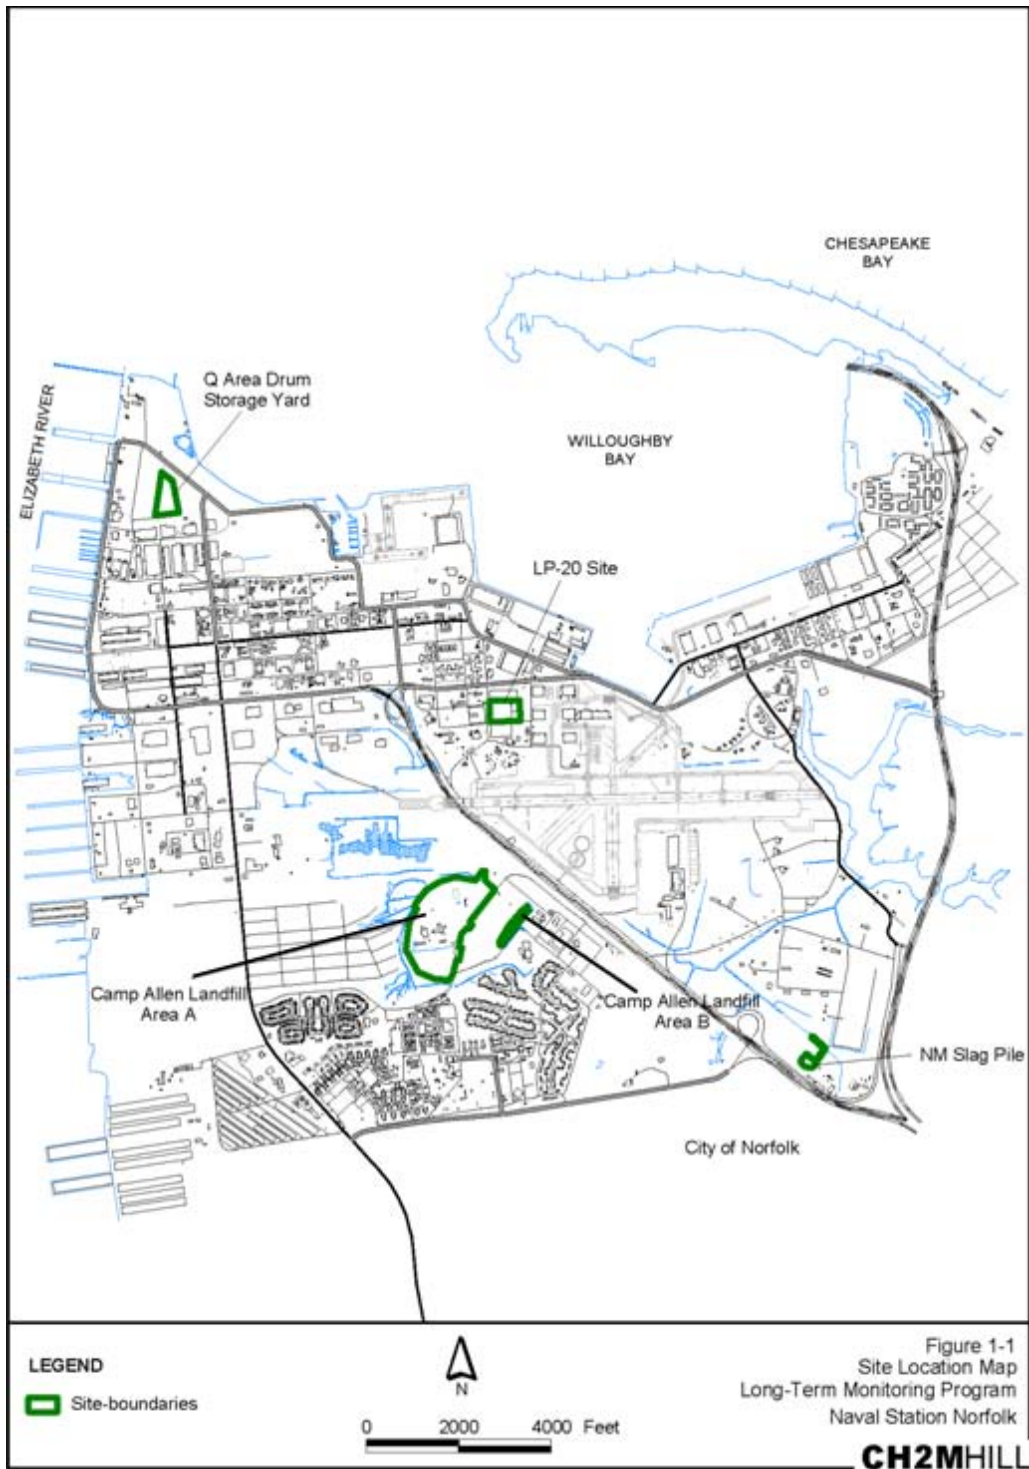 CHESAPEAKE
BAY
Q Area Drum
Storage Yard
ELIZABETH RIVER
WILLOUGHBY
BAY
LP-20 Site
Camp Allen Landfill
Area A
Camp Allen Landfill
Area B
NM Slag Pile
City of Norfolk
LEGEND
Site-boundaries
N
0 2000 4000 Feet
Figure 1-1
Site Location Map
Long-Term Monitoring Program
Naval Station Norfolk
CH2MHILL